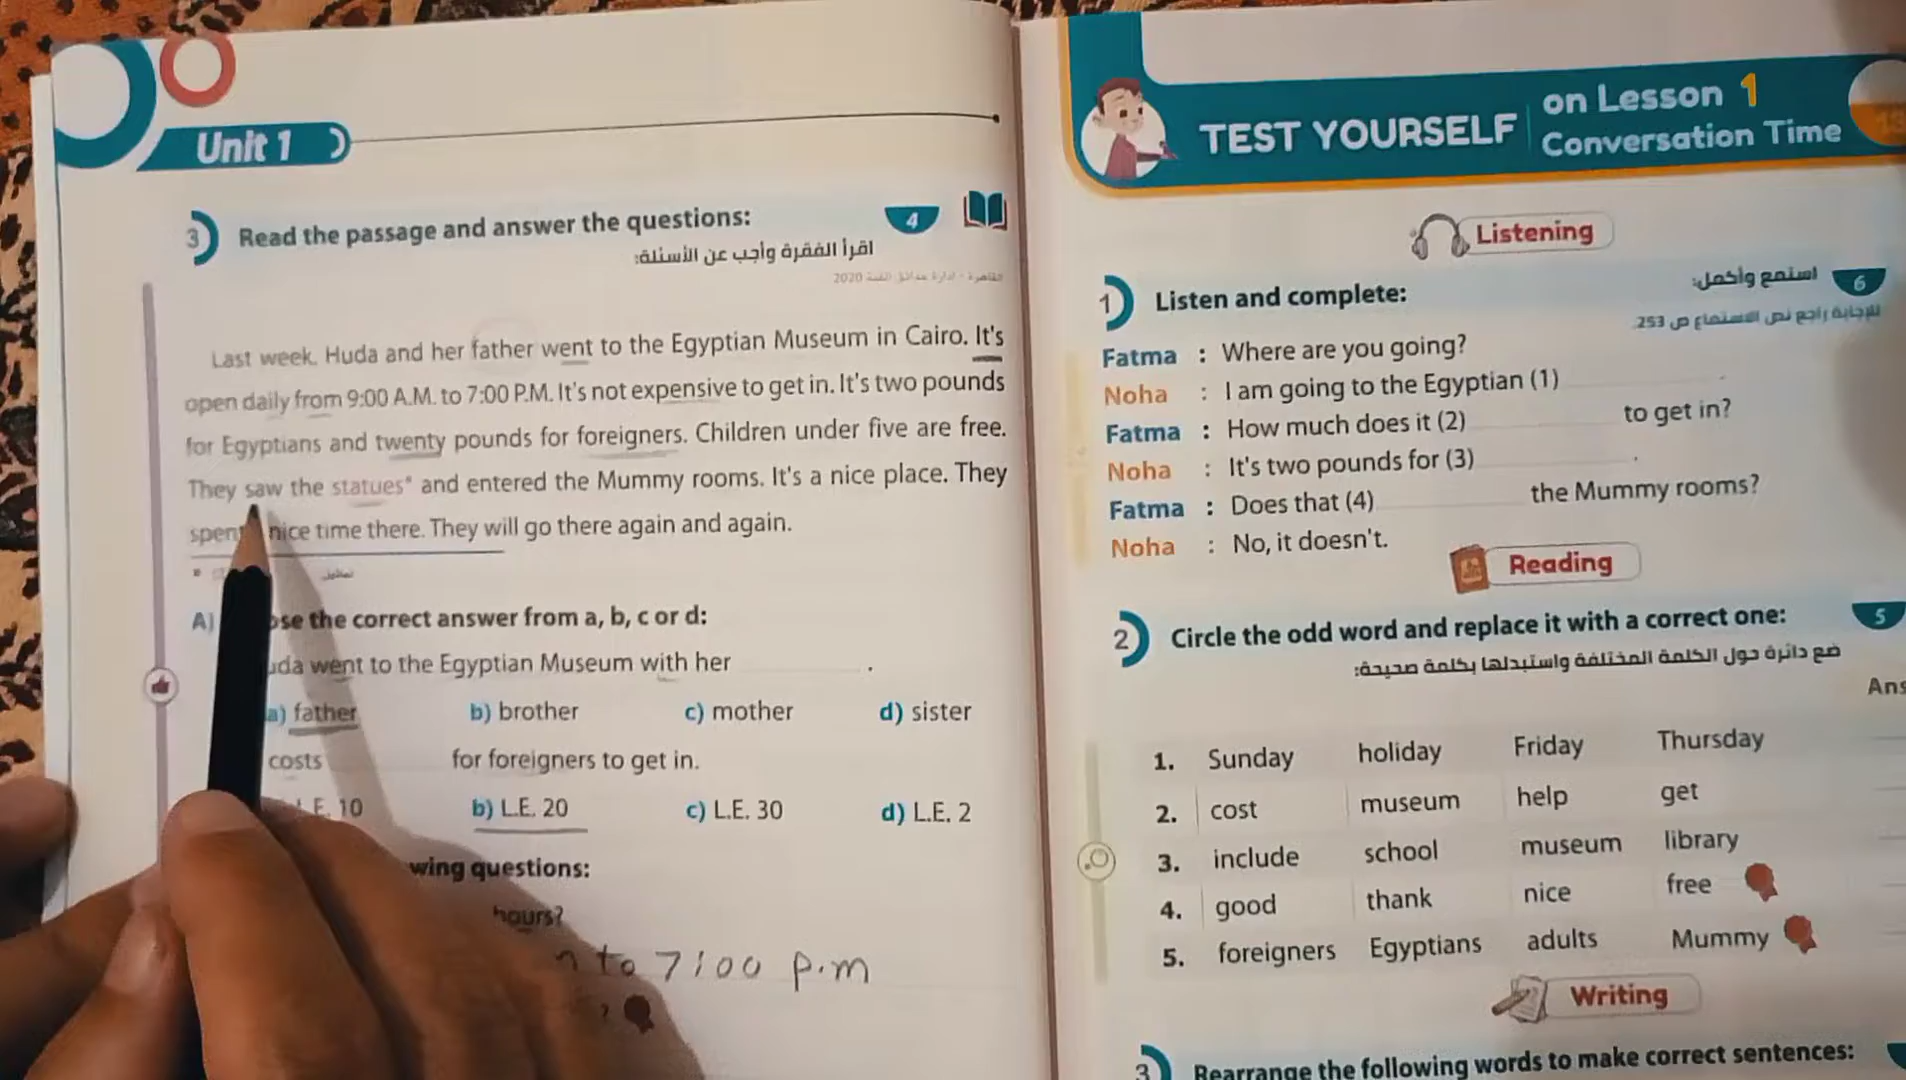 Unit 1
3 Read the passage and answer the questions: 4
اقرأ الفقرة وأجب عن الأسئلة:
2020
Last week. Huda and her father went to the Egyptian Museum in Cairo. It's
open daily from 9:00 A.M. to 7:00 P.M. It's not expensive to get in. It's two pounds
for Egyptians and twenty pounds for foreigners. Children under five are free.
They saw the statues* and entered the Mummy rooms. It's a nice place. They
spent nice time there. They will go there again and again.
تماثيل
A) the correct answer from a, b, c or d:
went to the Egyptian Museum with her .
a) father b) brother c) mother d) sister
costs for foreigners to get in.
L.E. 10 b) L.E. 20 c) L.E. 30 d) L.E. 2
questions:
hours?
to 7:00 p.m
?
TEST YOURSELF on Lesson 1
Conversation Time
Listening
1 Listen and complete: استمع وأكمل: 6
للإجابة راجع نص الاستماع ص 253
Fatma : Where are you going?
Noha : I am going to the Egyptian (1) .
Fatma : How much does it (2) to get in?
Noha : It's two pounds for (3) .
Fatma : Does that (4) the Mummy rooms?
Noha : No, it doesn't.
Reading
2 Circle the odd word and replace it with a correct one: 5
ضع دائرة حول الكلمة المختلفة واستبدلها بكلمة صحيحة:
1. Sunday holiday Friday Thursday
2. cost museum help get
3. include school museum library
4. good thank nice free
5. foreigners Egyptians adults Mummy
Writing
3 Rearrange the following words to make correct sentences: